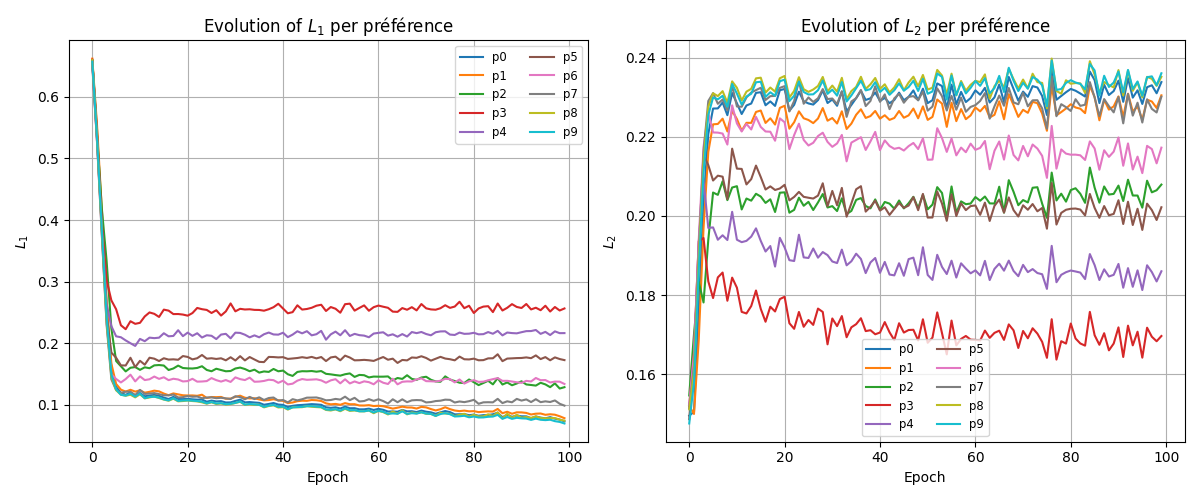 Evolution of L₁ per préférence
L₁
0.6
0.5
0.4
0.3
0.2
0.1
0 20 40 60 80 100
Epoch
p0 p5
p1 p6
p2 p7
p3 p8
p4 p9
Evolution of L₂ per préférence
L₂
0.24
0.22
0.20
0.18
0.16
0 20 40 60 80 100
Epoch
p0 p5
p1 p6
p2 p7
p3 p8
p4 p9